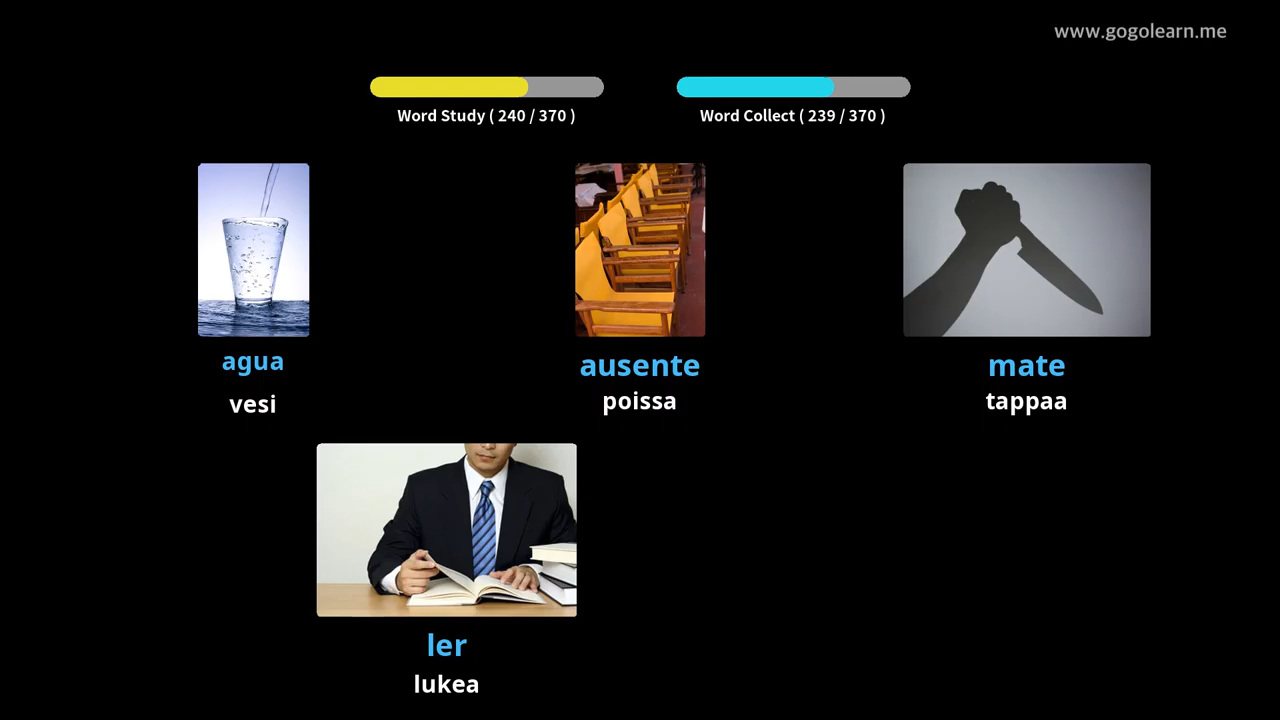 www.gogolearn.me
Word Study ( 240 / 370 )
Word Collect ( 239 / 370 )
agua
vesi
ausente
poissa
mate
tappaa
ler
lukea